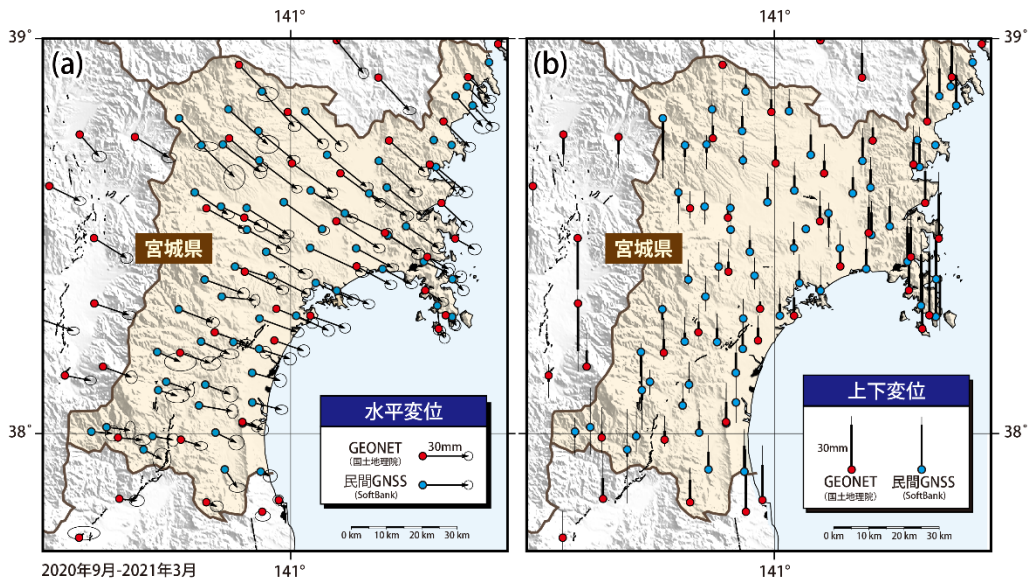 141°
141°
39°
39°
(a)
(b)
宮城県
宮城県
38°
38°
水平変位
GEONET
(国土地理院)
30mm
民間GNSS
(SoftBank)
0 km
10 km
20 km
30 km
上下変位
30mm
GEONET
(国土地理院)
民間GNSS
(SoftBank)
0 km
10 km
20 km
30 km
2020年9月-2021年3月
141°
141°